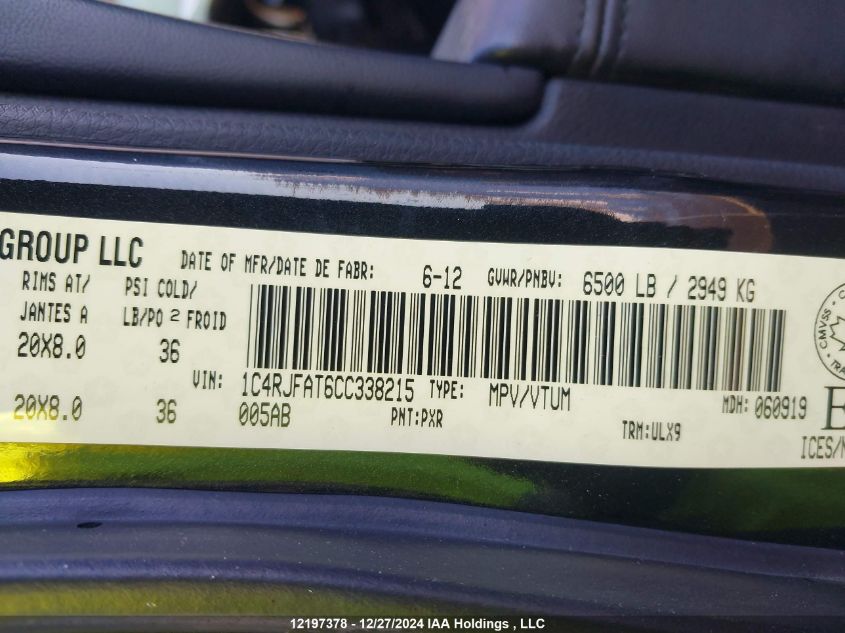 GROUP LLC DATE OF MFR/DATE DE FABR: 6-12 GVWR/PNBV: 6500 LB / 2949 KG
RIMS AT/ PSI COLD/
JANTES A LB/PO 2 FROID
20X8.0 36
VIN: 1C4RJFAT6CC338215 TYPE: MPV/VTUM MDH: 060919
20X8.0 36 005AB PNT:PXR TRM:ULX9
CMVSS
ICES/
12197378 - 12/27/2024 IAA Holdings , LLC